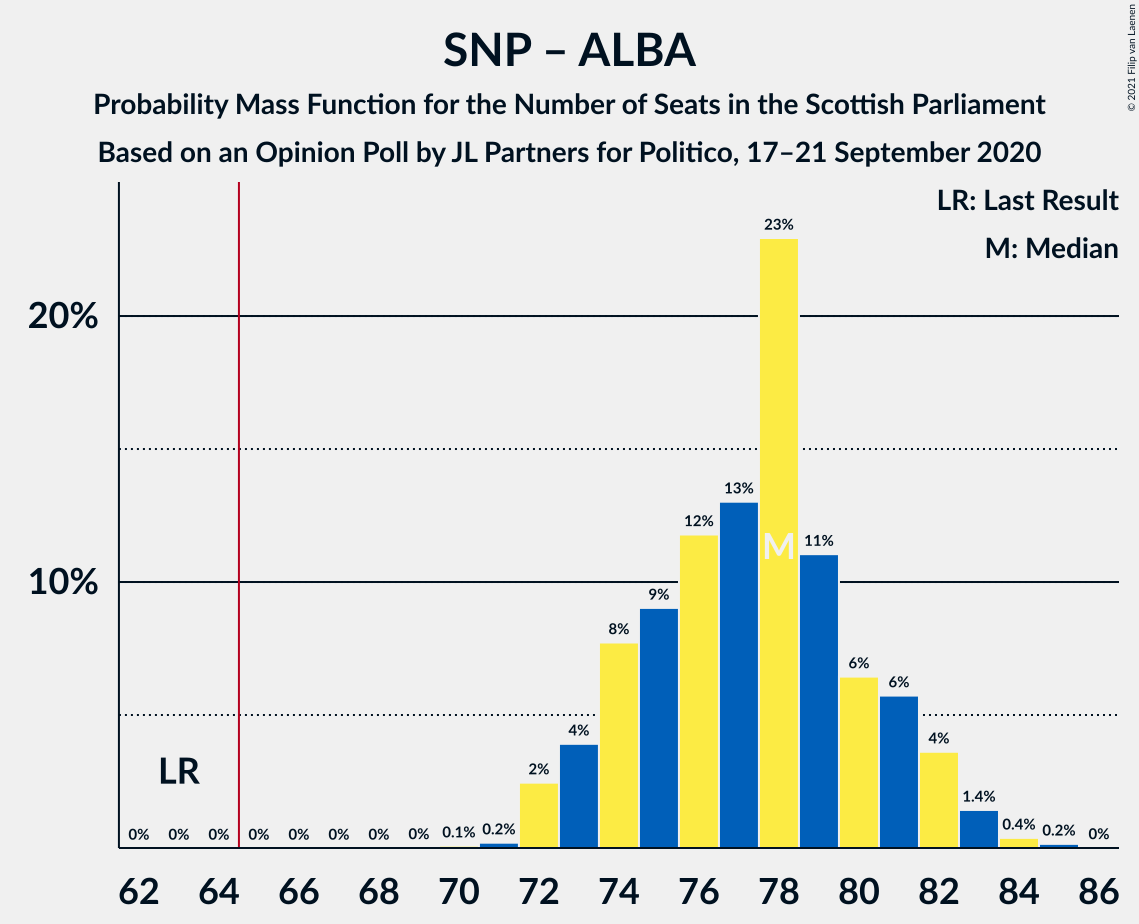 SNP – ALBA
Probability Mass Function for the Number of Seats in the Scottish Parliament
Based on an Opinion Poll by JL Partners for Politico, 17–21 September 2020
© 2021 Filip van Laenen
LR: Last Result
M: Median
23%
20%
13%
12%
M
11%
10%
9%
8%
6%
6%
4%
4%
2%
LR
1.4%
0% 0% 0% 0% 0% 0% 0% 0% 0.1% 0.2% 0.4% 0.2% 0%
62 64 66 68 70 72 74 76 78 80 82 84 86